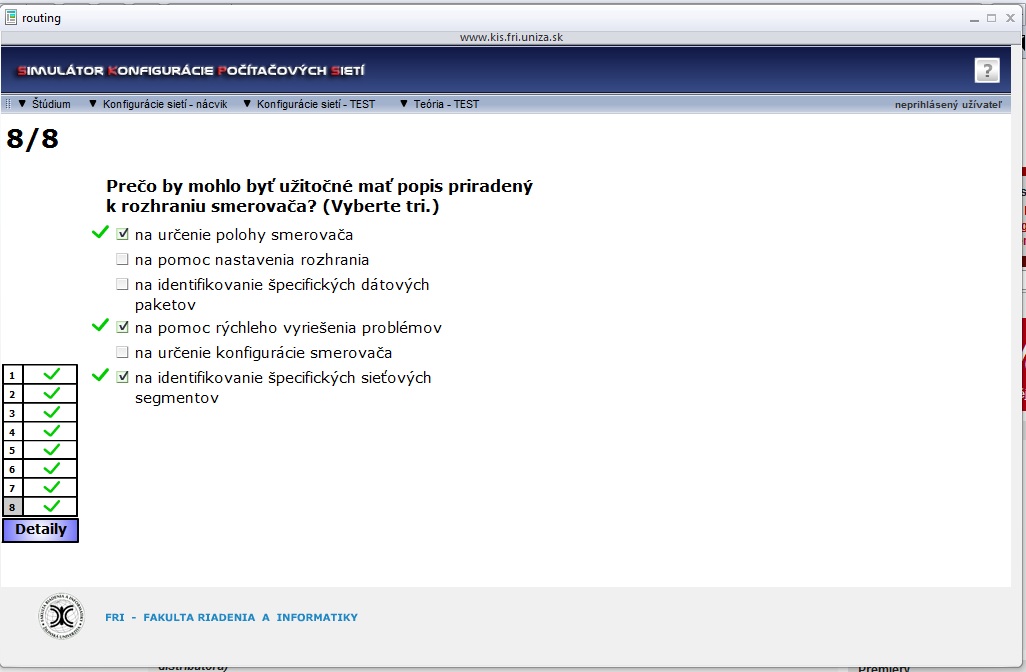 routing
www.kis.fri.uniza.sk
SIMULÁTOR KONFIGURÁCIE POČÍTAČOVÝCH SIETÍ
?
Štúdium Konfigurácie sietí - nácvik Konfigurácie sietí - TEST Teória - TEST neprihlásený užívateľ
8/8
Prečo by mohlo byť užitočné mať popis priradený
k rozhraniu smerovača? (Vyberte tri.)
na určenie polohy smerovača
na pomoc nastavenia rozhrania
na identifikovanie špecifických dátových
paketov
na pomoc rýchleho vyriešenia problémov
na určenie konfigurácie smerovača
na identifikovanie špecifických sieťových
segmentov
1
2
3
4
5
6
7
8
Detaily
FRI - FAKULTA RIADENIA A INFORMATIKY
distribútora)
Premiéry